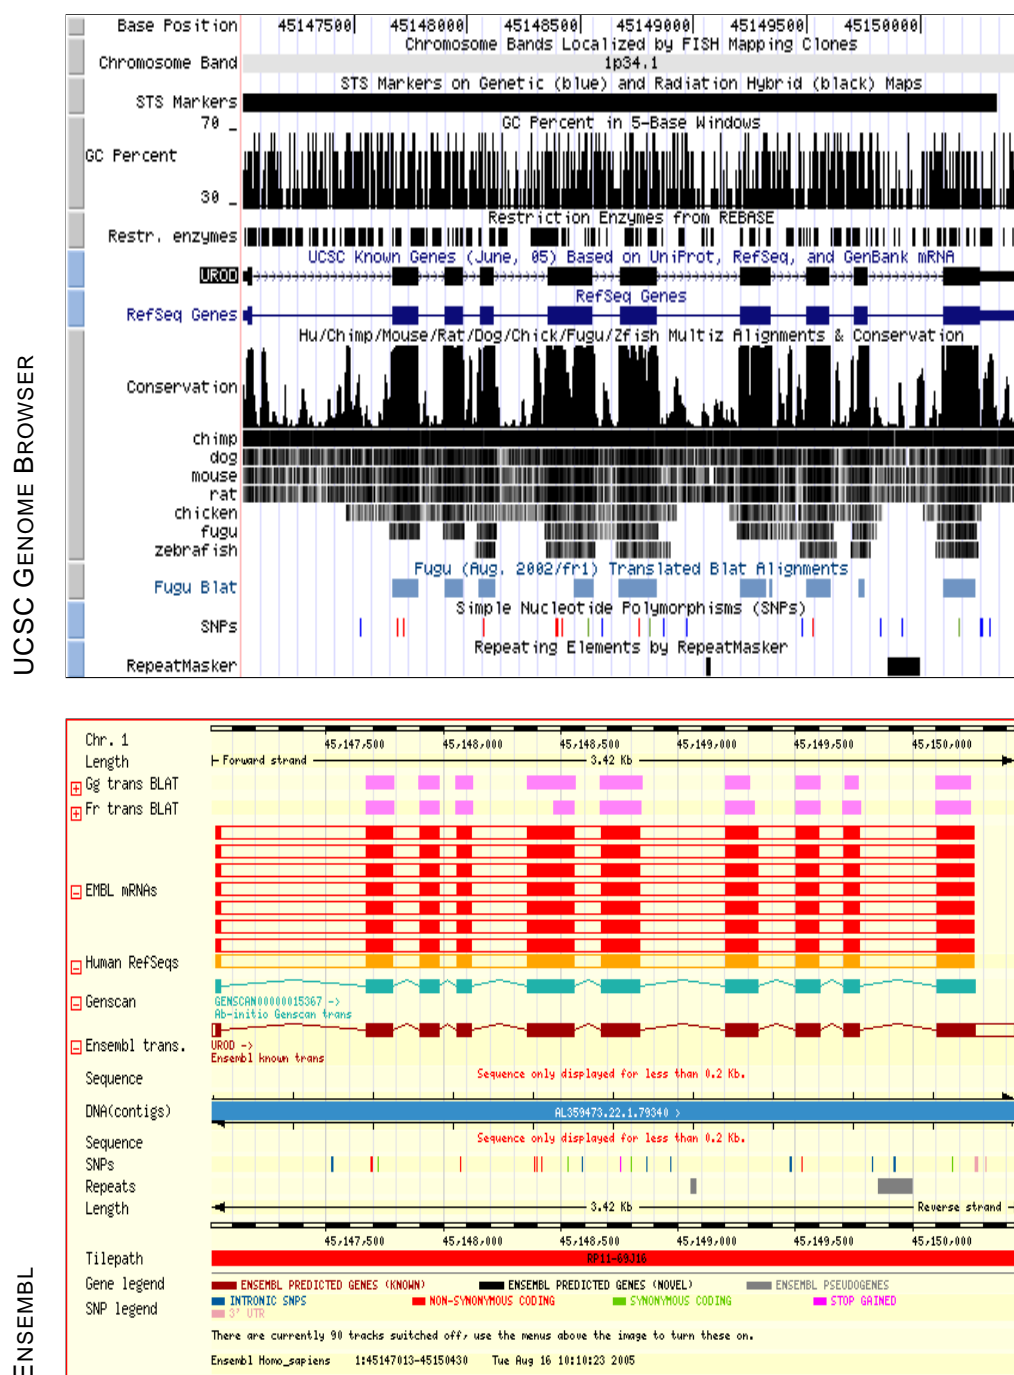 UCSC GENOME BROWSER
Base Position 45147500 45148000 45148500 45149000 45149500 45150000
Chromosome Bands Localized by FISH Mapping Clones
Chromosome Band 1p34.1
STS Markers on Genetic (blue) and Radiation Hybrid (black) Maps
STS Markers
70 _ GC Percent in 5-Base Windows
GC Percent
30 _
Restriction Enzymes from REBASE
Restr. enzymes
UCSC Known Genes (June, 05) Based on UniProt, RefSeq, and GenBank mRNA
UROD
RefSeq Genes
RefSeq Genes
Hu/Chimp/Mouse/Rat/Dog/Chick/Fugu/Zfish Multiz Alignments & Conservation
Conservation
chimp
dog
mouse
rat
chicken
fugu
zebrafish
Fugu (Aug. 2002/fr1) Translated Blat Alignments
Fugu Blat
Simple Nucleotide Polymorphisms (SNPs)
SNPs
Repeating Elements by RepeatMasker
RepeatMasker
ENSEMBL
Chr. 1 45,147,500 45,148,000 45,148,500 45,149,000 45,149,500 45,150,000
Length Forward strand 3.42 Kb
Gg trans BLAT
Fr trans BLAT
EMBL mRNAs
Human RefSeqs
Genscan GENSCAN00000015367 ->
Ab-initio Genscan trans
Ensembl trans. UROD ->
Ensembl known trans
Sequence Sequence only displayed for less than 0.2 Kb.
DNA(contigs) AL359473.22.1.79340 >
Sequence Sequence only displayed for less than 0.2 Kb.
SNPs
Repeats
Length 3.42 Kb Reverse strand
45,147,500 45,148,000 45,148,500 45,149,000 45,149,500 45,150,000
Tilepath RP11-69J16
Gene legend ENSEMBL PREDICTED GENES (KNOWN) ENSEMBL PREDICTED GENES (NOVEL) ENSEMBL PSEUDOGENES
SNP legend INTRONIC SNPS NON-SYNONYMOUS CODING SYNONYMOUS CODING STOP GAINED
3' UTR
There are currently 90 tracks switched off, use the menus above the image to turn these on.
Ensembl Homo_sapiens 1:45147013-45150430 Tue Aug 16 10:10:23 2005